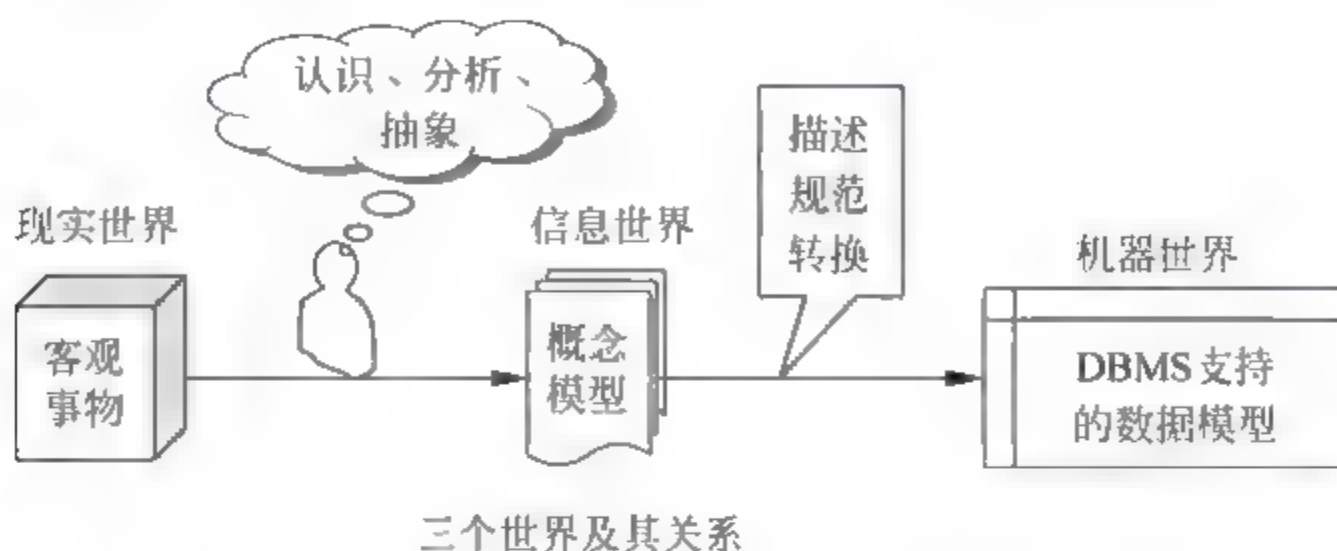 认识、分析、
抽象
描述
规范
转换
现实世界
信息世界
机器世界
客观
事物
概念
模型
DBMS支持
的数据模型
三个世界及其关系